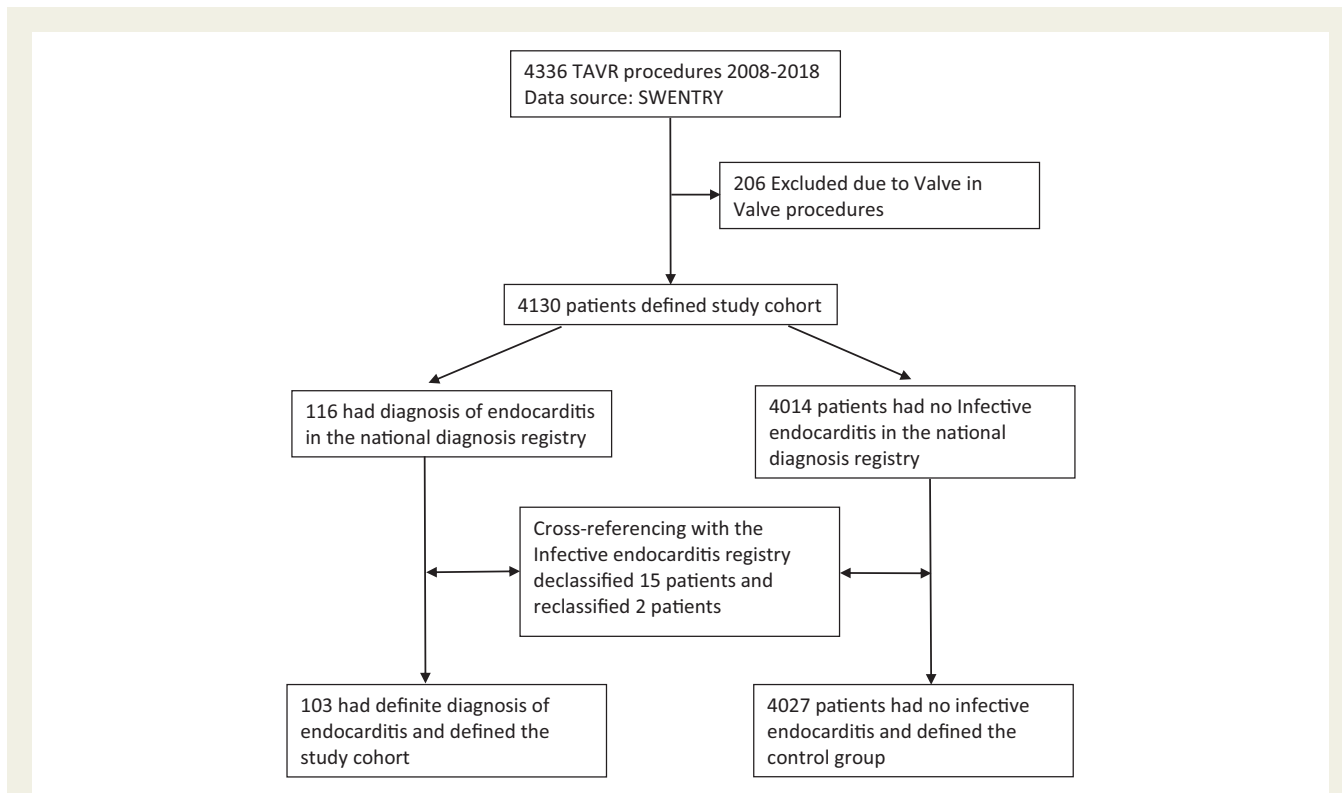 4336 TAVR procedures 2008-2018
Data source: SWENTRY
206 Excluded due to Valve in
Valve procedures
4130 patients defined study cohort
116 had diagnosis of endocarditis
in the national diagnosis registry
4014 patients had no Infective
endocarditis in the national
diagnosis registry
Cross-referencing with the
Infective endocarditis registry
declassified 15 patients and
reclassified 2 patients
103 had definite diagnosis of
endocarditis and defined the
study cohort
4027 patients had no infective
endocarditis and defined the
control group